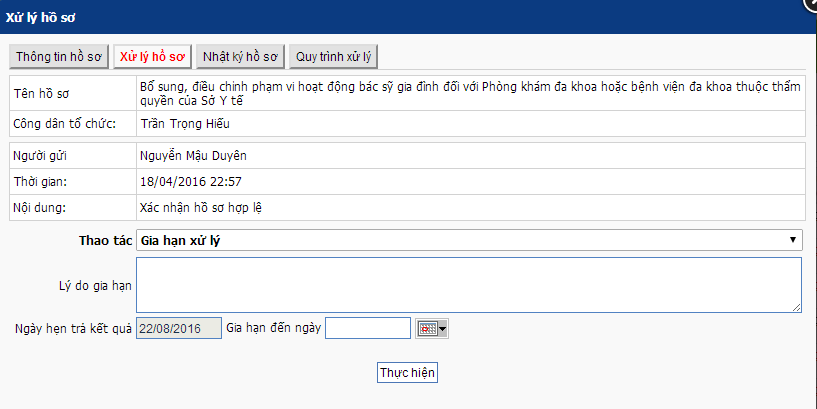 Xử lý hồ sơ
Thông tin hồ sơ Xử lý hồ sơ Nhật ký hồ sơ Quy trình xử lý
Tên hồ sơ
Bổ sung, điều chỉnh phạm vi hoạt động bác sỹ gia đình đối với Phòng khám đa khoa hoặc bệnh viện đa khoa thuộc thẩm
quyền của Sở Y tế
Công dân tổ chức: Trần Trọng Hiếu
Người gửi Nguyễn Mậu Duyên
Thời gian: 18/04/2016 22:57
Nội dung: Xác nhận hồ sơ hợp lệ
Thao tác Gia hạn xử lý
Lý do gia hạn
Ngày hẹn trả kết quả 22/08/2016 Gia hạn đến ngày
Thực hiện